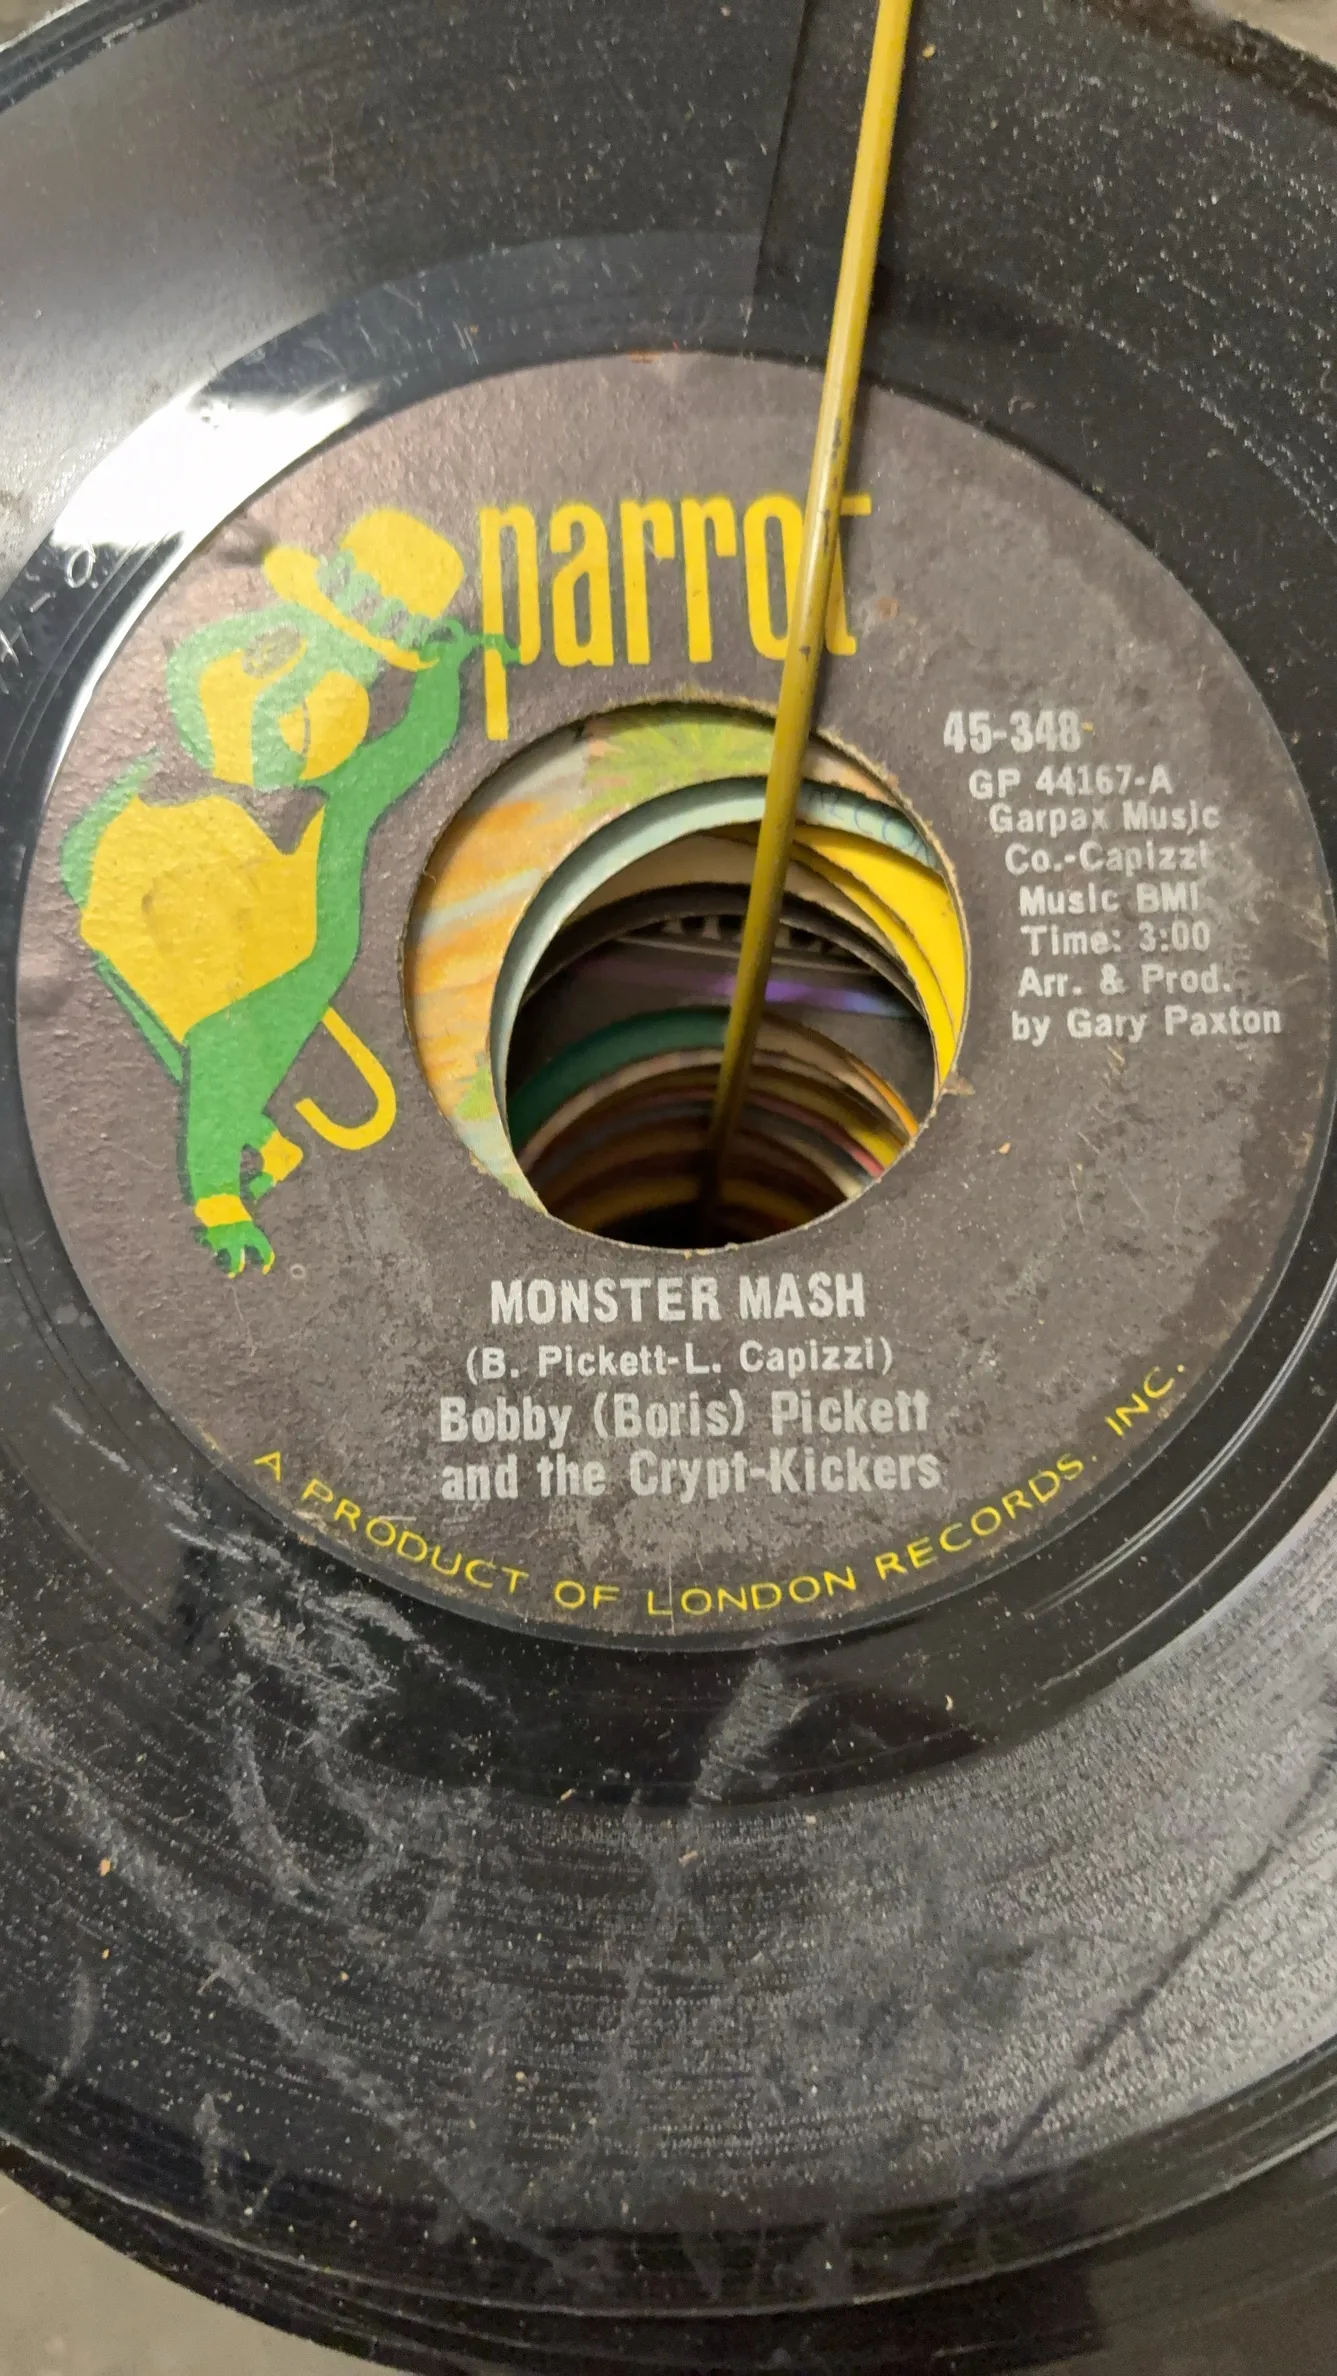 parrot
45-348
GP 44167-A
Garpax Music
Co.-Capizzi
Music BMI
Time: 3:00
Arr. & Prod.
by Gary Paxton
MONSTER MASH
(B. Pickett-L. Capizzi)
Bobby (Boris) Pickett
and the Crypt-Kickers
A PRODUCT OF LONDON RECORDS, INC.